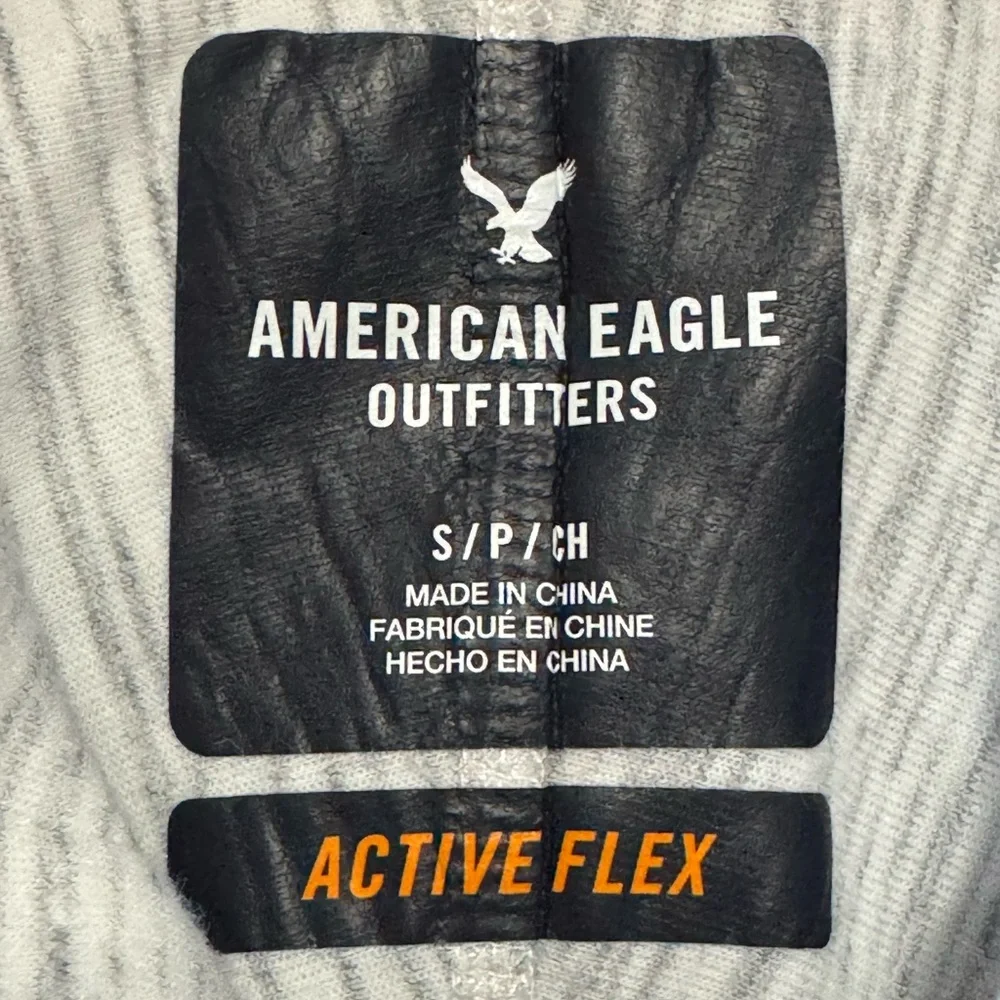 AMERICAN EAGLE
OUTFITTERS
S / P / CH
MADE IN CHINA
FABRIQUÉ EN CHINE
HECHO EN CHINA
ACTIVE FLEX